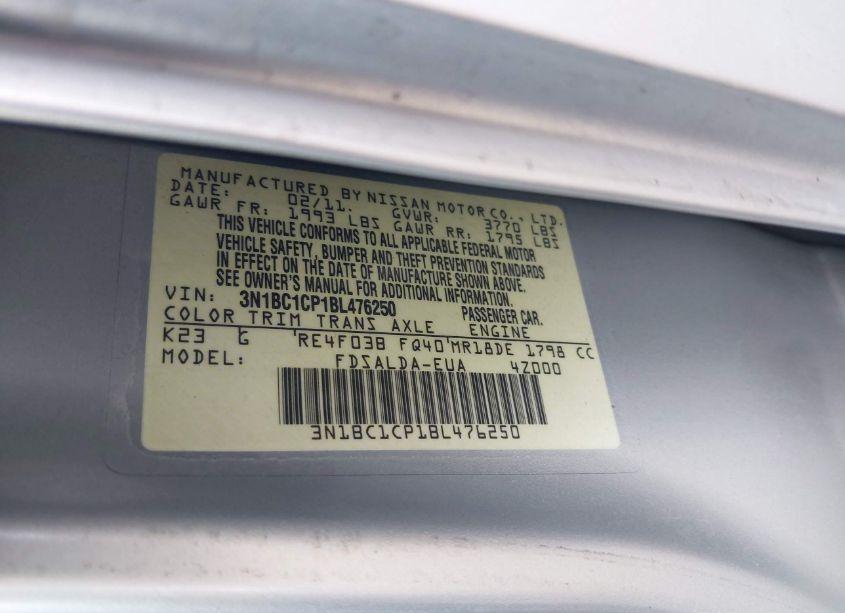 MANUFACTURED BY NISSAN MOTOR CO., LTD.
DATE: 02/11. GVWR: 3770 LBS
GAWR FR: 1993 LBS GAWR RR: 1795 LBS
THIS VEHICLE CONFORMS TO ALL APPLICABLE FEDERAL MOTOR
VEHICLE SAFETY, BUMPER AND THEFT PREVENTION STANDARDS
IN EFFECT ON THE DATE OF MANUFACTURE SHOWN ABOVE.
SEE OWNER'S MANUAL FOR ADDITIONAL INFORMATION.
VIN: 3N1BC1CP1BL476250 PASSENGER CAR.
COLOR TRIM TRANS AXLE ENGINE
K23 G RE4F03B FQ40 MR18DE 1798 CC
MODEL: FDSALDA-EUA 4Z000
3N1BC1CP1BL476250